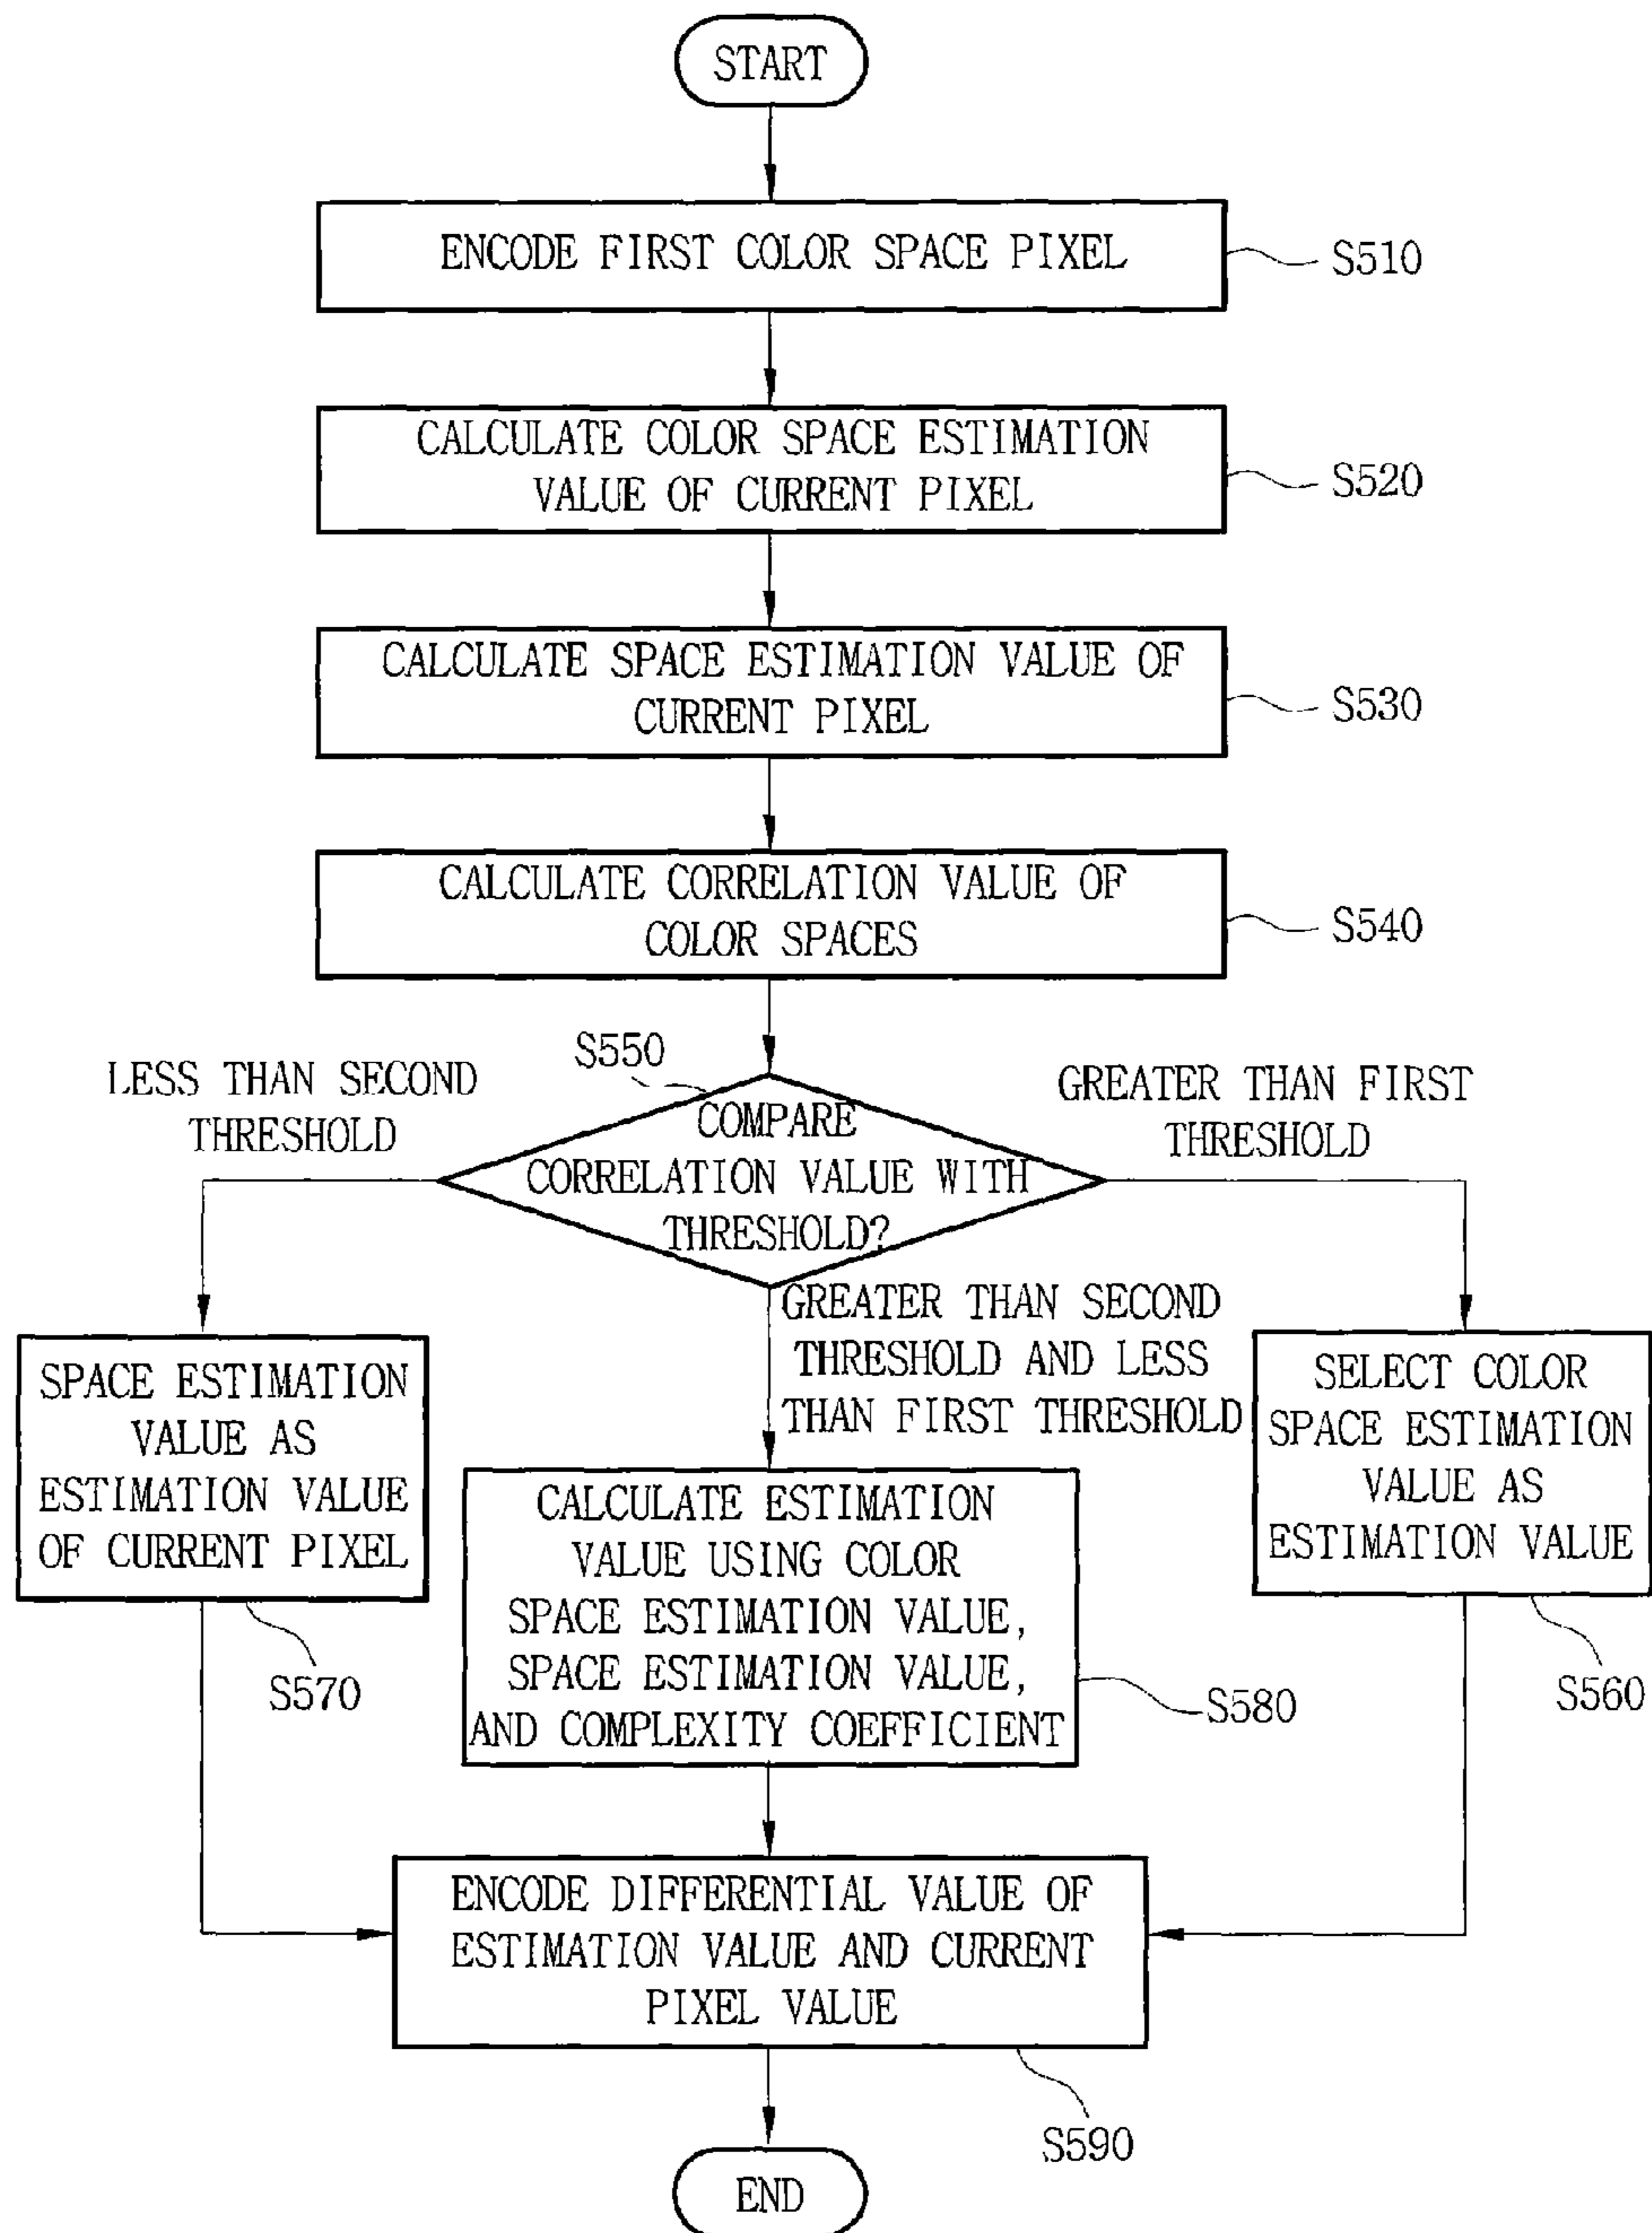 START
ENCODE FIRST COLOR SPACE PIXEL
S510
CALCULATE COLOR SPACE ESTIMATION
VALUE OF CURRENT PIXEL
S520
CALCULATE SPACE ESTIMATION VALUE OF
CURRENT PIXEL
S530
CALCULATE CORRELATION VALUE OF
COLOR SPACES
S540
S550
COMPARE
CORRELATION VALUE WITH
THRESHOLD?
LESS THAN SECOND
THRESHOLD
GREATER THAN FIRST
THRESHOLD
GREATER THAN SECOND
THRESHOLD AND LESS
THAN FIRST THRESHOLD
SPACE ESTIMATION
VALUE AS
ESTIMATION VALUE
OF CURRENT PIXEL
S570
CALCULATE ESTIMATION
VALUE USING COLOR
SPACE ESTIMATION VALUE,
SPACE ESTIMATION VALUE,
AND COMPLEXITY COEFFICIENT
S580
SELECT COLOR
SPACE ESTIMATION
VALUE AS
ESTIMATION VALUE
S560
ENCODE DIFFERENTIAL VALUE OF
ESTIMATION VALUE AND CURRENT
PIXEL VALUE
S590
END